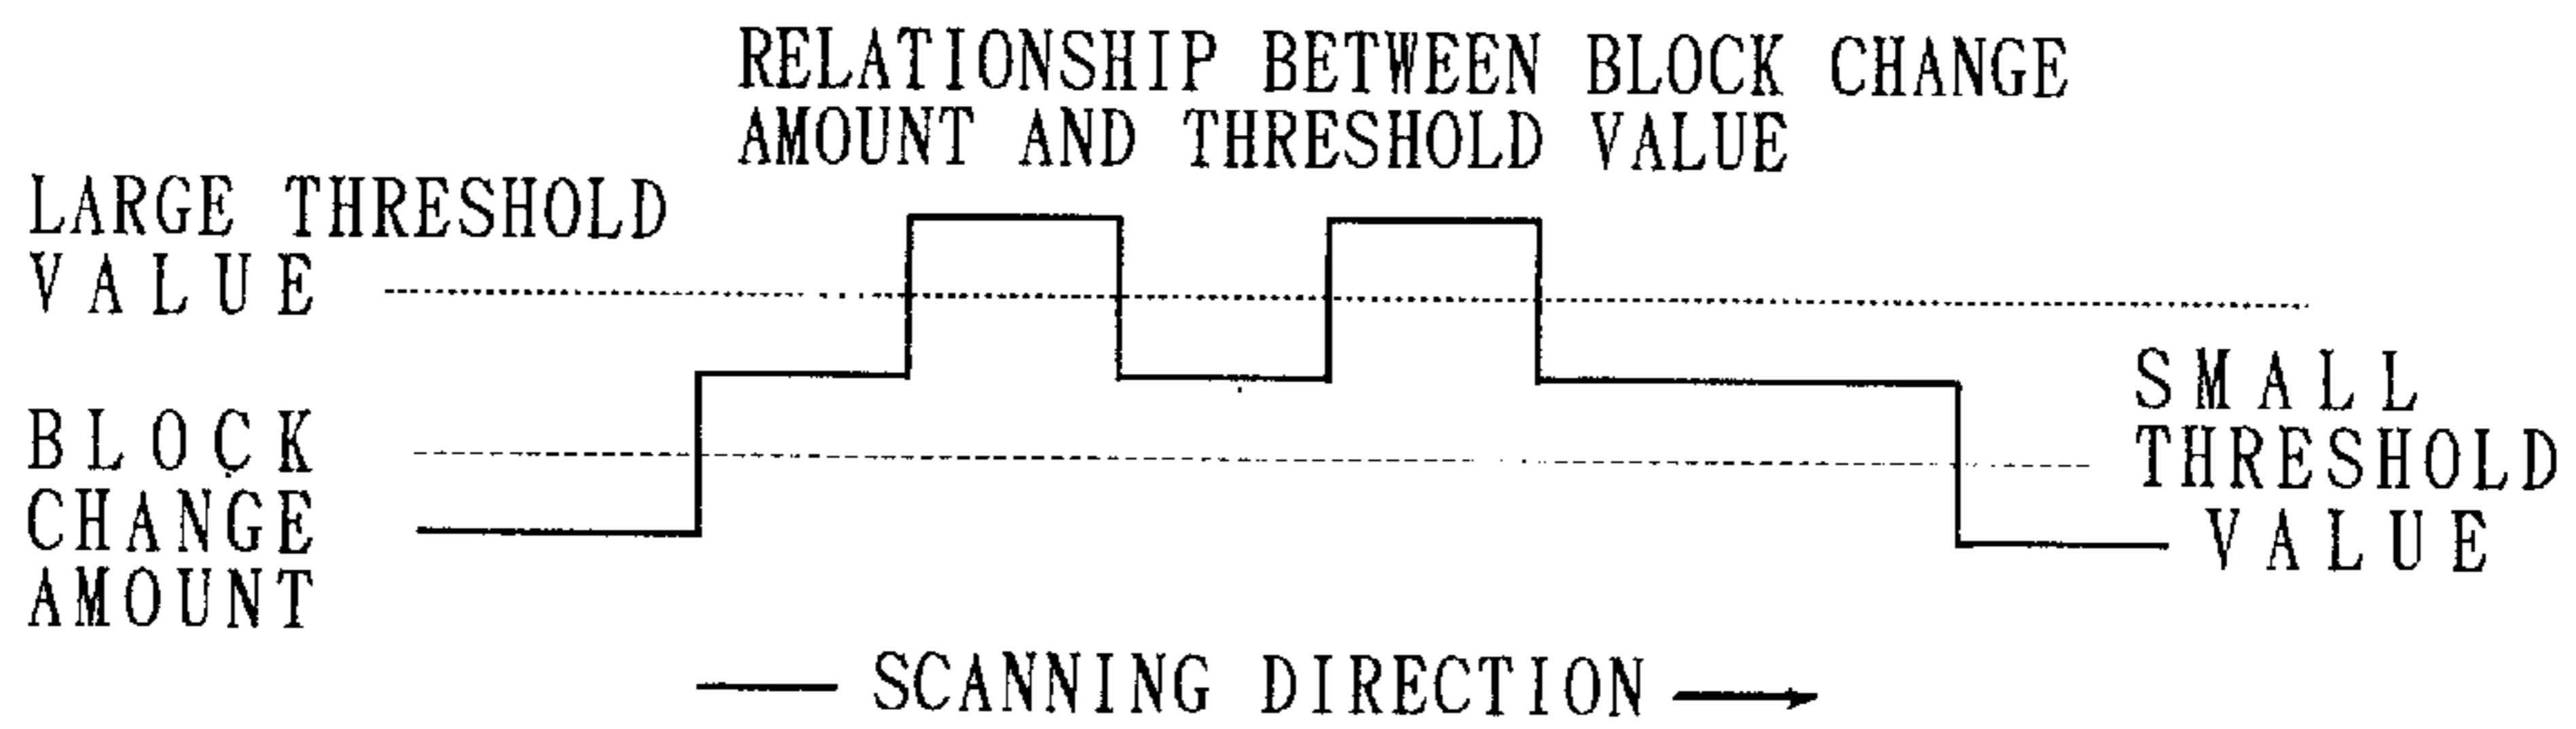 RELATIONSHIP BETWEEN BLOCK CHANGE
AMOUNT AND THRESHOLD VALUE
LARGE THRESHOLD
VALUE
BLOCK
CHANGE
AMOUNT
SMALL
THRESHOLD
VALUE
SCANNING DIRECTION